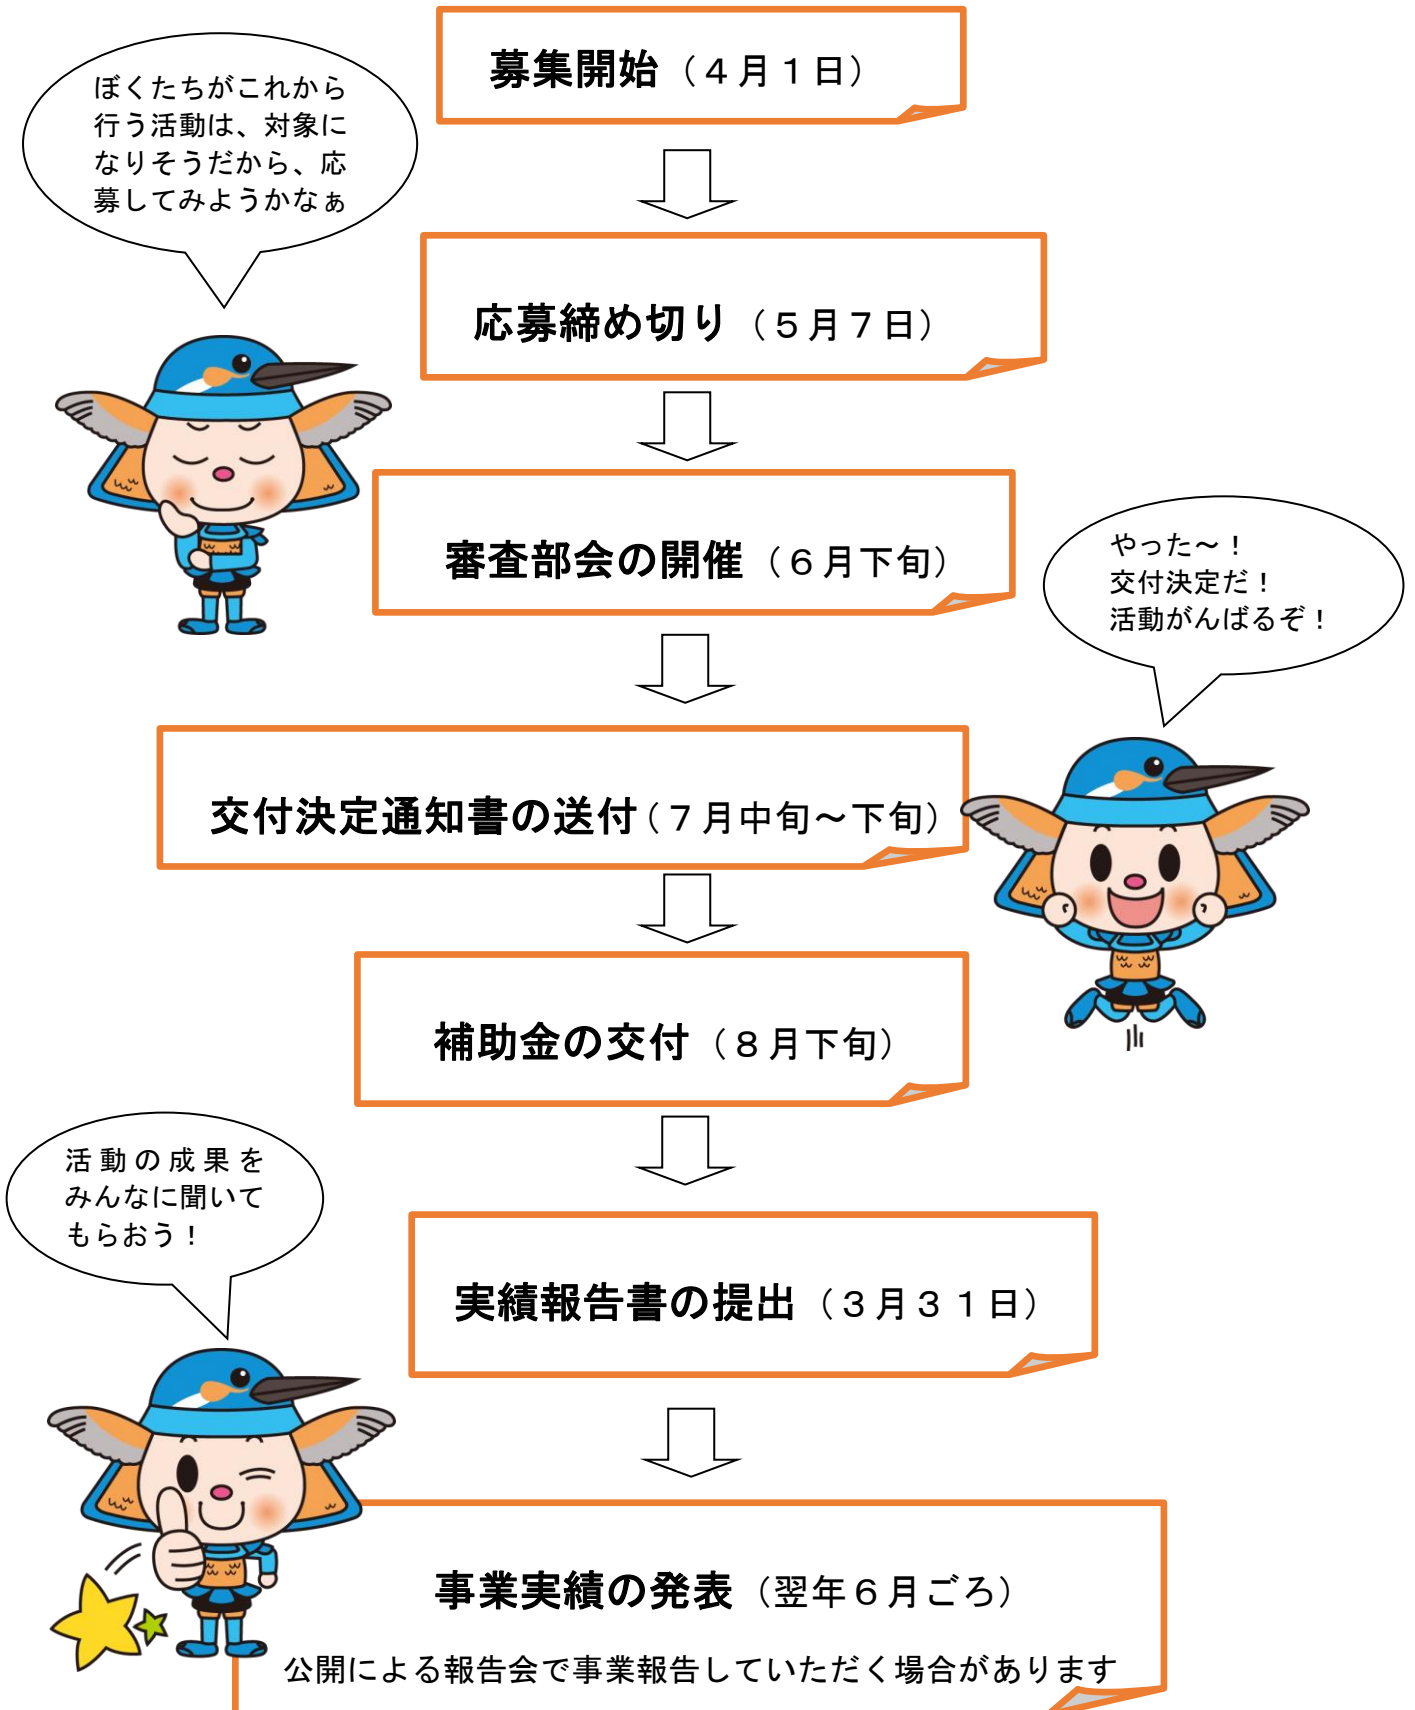 募集開始（４月１日）
ぼくたちがこれから
行う活動は、対象に
なりそうだから、応
募してみようかなぁ
応募締め切り（５月７日）
審査部会の開催（６月下旬）
やった～！
交付決定だ！
活動がんばるぞ！
交付決定通知書の送付（７月中旬～下旬）
補助金の交付（８月下旬）
活動の成果を
みんなに聞いて
もらおう！
実績報告書の提出（３月３１日）
事業実績の発表（翌年６月ごろ）
公開による報告会で事業報告していただく場合があります